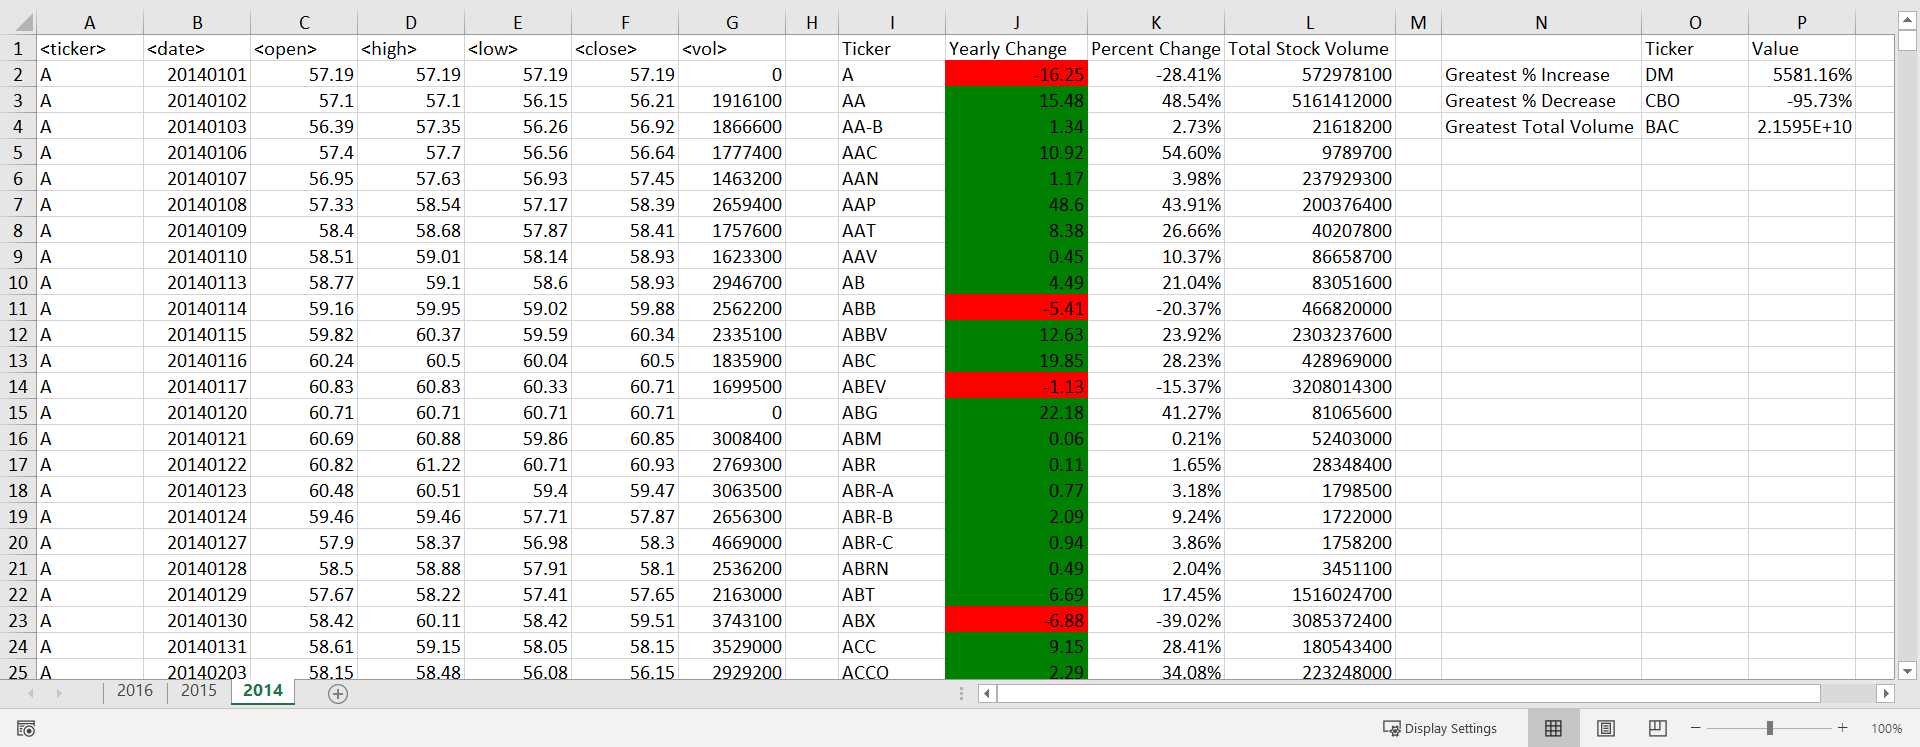 A B C D E F G H I J K L M N O P
1 <ticker> <date> <open> <high> <low> <close> <vol> Ticker Yearly Change Percent Change Total Stock Volume Ticker Value
2 A 20140101 57.19 57.19 57.19 57.19 0 A -16.25 -28.41% 572978100 Greatest % Increase DM 5581.16%
3 A 20140102 57.1 57.1 56.15 56.21 1916100 AA 15.48 48.54% 5161412000 Greatest % Decrease CBO -95.73%
4 A 20140103 56.39 57.35 56.26 56.92 1866600 AA-B 1.34 2.73% 21618200 Greatest Total Volume BAC 2.1595E+10
5 A 20140106 57.4 57.7 56.56 56.64 1777400 AAC 10.92 54.60% 9789700
6 A 20140107 56.95 57.63 56.93 57.45 1463200 AAN 1.17 3.98% 237929300
7 A 20140108 57.33 58.54 57.17 58.39 2659400 AAP 48.6 43.91% 200376400
8 A 20140109 58.4 58.68 57.87 58.41 1757600 AAT 8.38 26.66% 40207800
9 A 20140110 58.51 59.01 58.14 58.93 1623300 AAV 0.45 10.37% 86658700
10 A 20140113 58.77 59.1 58.6 58.93 2946700 AB 4.49 21.04% 83051600
11 A 20140114 59.16 59.95 59.02 59.88 2562200 ABB -5.41 -20.37% 466820000
12 A 20140115 59.82 60.37 59.59 60.34 2335100 ABBV 12.63 23.92% 2303237600
13 A 20140116 60.24 60.5 60.04 60.5 1835900 ABC 19.85 28.23% 428969000
14 A 20140117 60.83 60.83 60.33 60.71 1699500 ABEV -1.13 -15.37% 3208014300
15 A 20140120 60.71 60.71 60.71 60.71 0 ABG 22.18 41.27% 81065600
16 A 20140121 60.69 60.88 59.86 60.85 3008400 ABM 0.06 0.21% 52403000
17 A 20140122 60.82 61.22 60.71 60.93 2769300 ABR 0.11 1.65% 28348400
18 A 20140123 60.48 60.51 59.4 59.47 3063500 ABR-A 0.77 3.18% 1798500
19 A 20140124 59.46 59.46 57.71 57.87 2656300 ABR-B 2.09 9.24% 1722000
20 A 20140127 57.9 58.37 56.98 58.3 4669000 ABR-C 0.94 3.86% 1758200
21 A 20140128 58.5 58.88 57.91 58.1 2536200 ABRN 0.49 2.04% 3451100
22 A 20140129 57.67 58.22 57.41 57.65 2163000 ABT 6.69 17.45% 1516024700
23 A 20140130 58.42 60.11 58.42 59.51 3743100 ABX -6.88 -39.02% 3085372400
24 A 20140131 58.61 59.15 58.05 58.15 3529000 ACC 9.15 28.41% 180543400
25 A 20140203 58.15 58.48 56.08 56.15 2929200 ACCO 2.29 34.08% 223248000
2016 2015 2014
Display Settings 100%